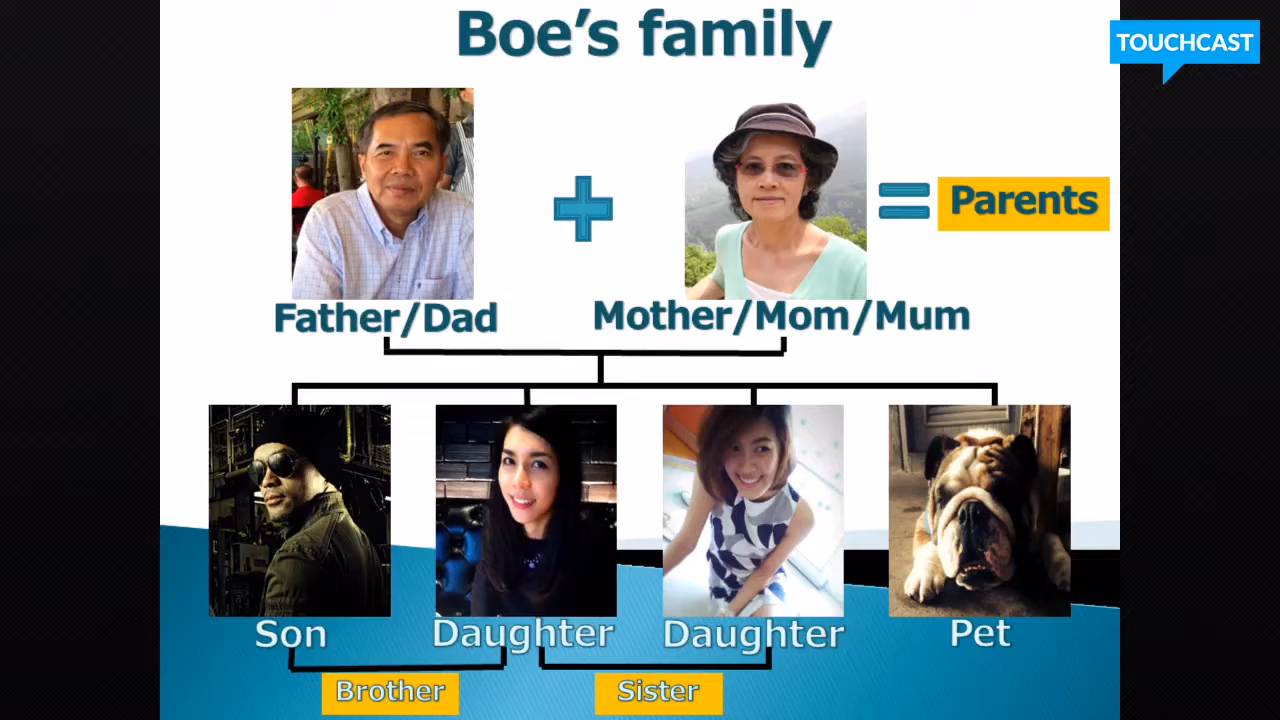 Boe's family
TOUCHCAST
Parents
Father/Dad
Mother/Mom/Mum
Son
Daughter
Daughter
Pet
Brother
Sister